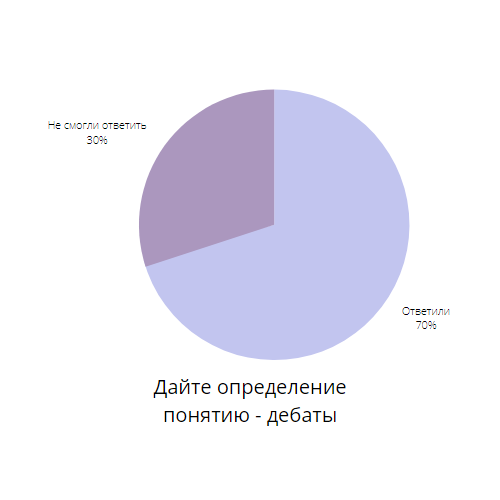 Не смогли ответить
30%
Ответили
70%
Дайте определение
понятию - дебаты